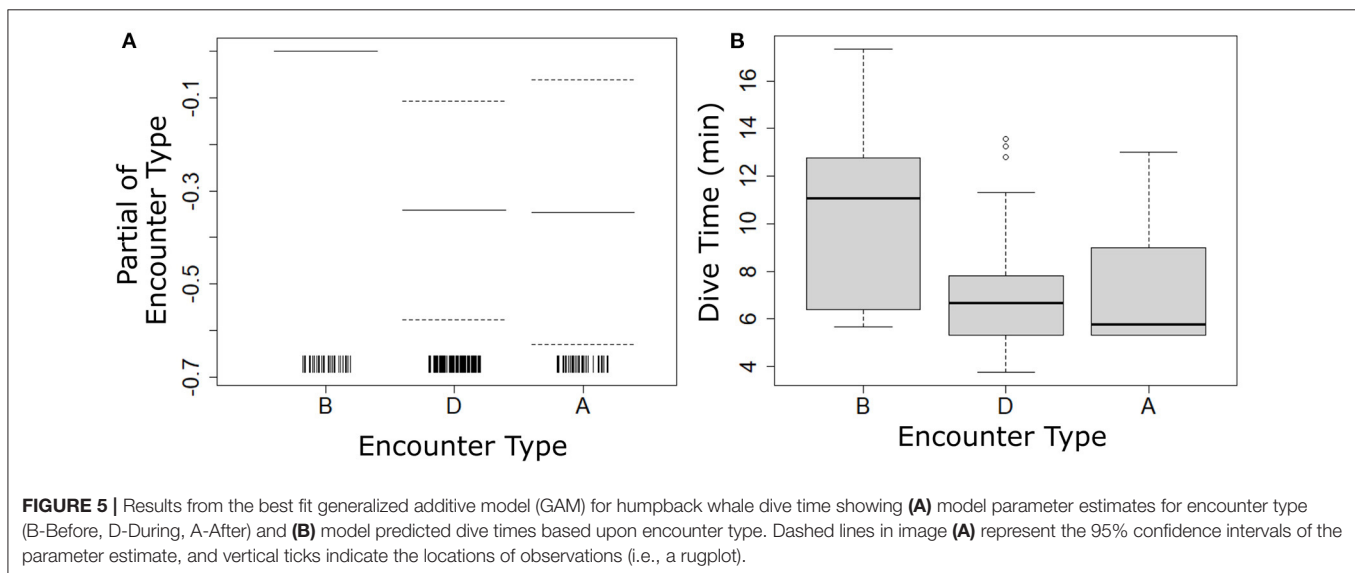 A
Partial of
Encounter Type
-0.1
-0.3
-0.5
-0.7
B
D
A
Encounter Type
B
Dive Time (min)
16
14
12
10
8
6
4
B
D
A
Encounter Type
FIGURE 5 | Results from the best fit generalized additive model (GAM) for humpback whale dive time showing (A) model parameter estimates for encounter type
(B-Before, D-During, A-After) and (B) model predicted dive times based upon encounter type. Dashed lines in image (A) represent the 95% confidence intervals of the
parameter estimate, and vertical ticks indicate the locations of observations (i.e., a rugplot).